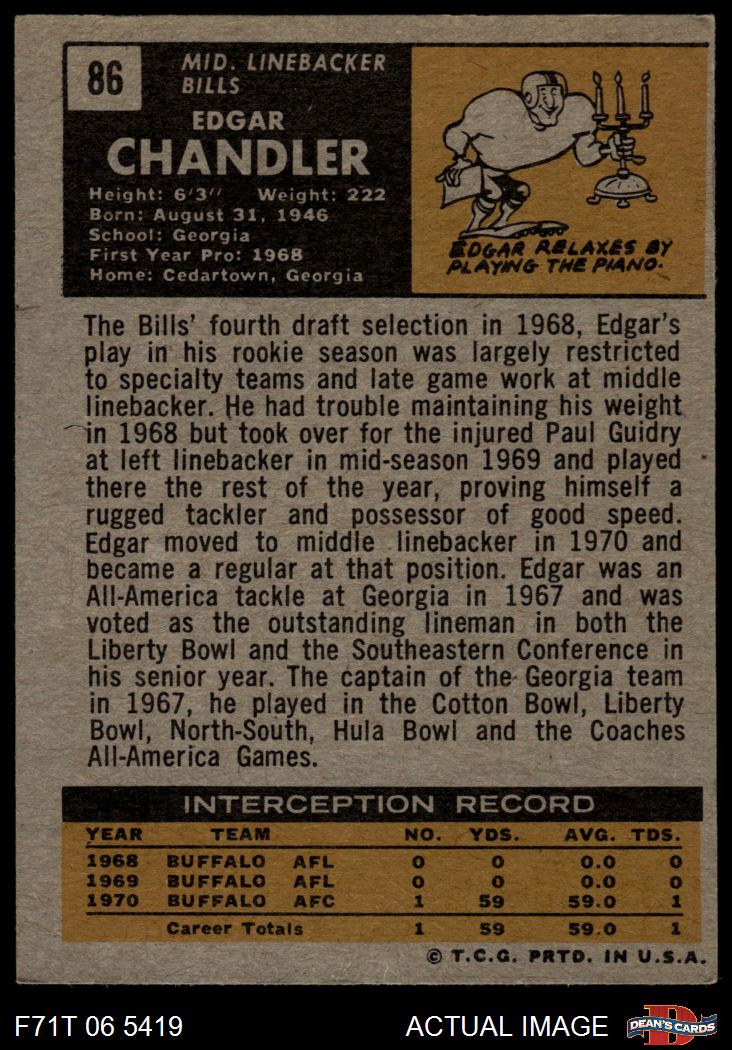 86
MID. LINEBACKER
BILLS
EDGAR
CHANDLER
Height: 6'3" Weight: 222
Born: August 31, 1946
School: Georgia
First Year Pro: 1968
Home: Cedartown, Georgia
EDGAR RELAXES BY
PLAYING THE PIANO.
The Bills' fourth draft selection in 1968, Edgar's
play in his rookie season was largely restricted
to specialty teams and late game work at middle
linebacker. He had trouble maintaining his weight
in 1968 but took over for the injured Paul Guidry
at left linebacker in mid-season 1969 and played
there the rest of the year, proving himself a
rugged tackler and possessor of good speed.
Edgar moved to middle linebacker in 1970 and
became a regular at that position. Edgar was an
All-America tackle at Georgia in 1967 and was
voted as the outstanding lineman in both the
Liberty Bowl and the Southeastern Conference in
his senior year. The captain of the Georgia team
in 1967, he played in the Cotton Bowl, Liberty
Bowl, North-South, Hula Bowl and the Coaches
All-America Games.
INTERCEPTION RECORD
YEAR TEAM NO. YDS. AVG. TDS.
1968 BUFFALO AFL 0 0 0.0 0
1969 BUFFALO AFL 0 0 0.0 0
1970 BUFFALO AFC 1 59 59.0 1
Career Totals 1 59 59.0 1
© T.C.G. PRTD. IN U.S.A.
F71T 06 5419 ACTUAL IMAGE D DEAN'S CARDS